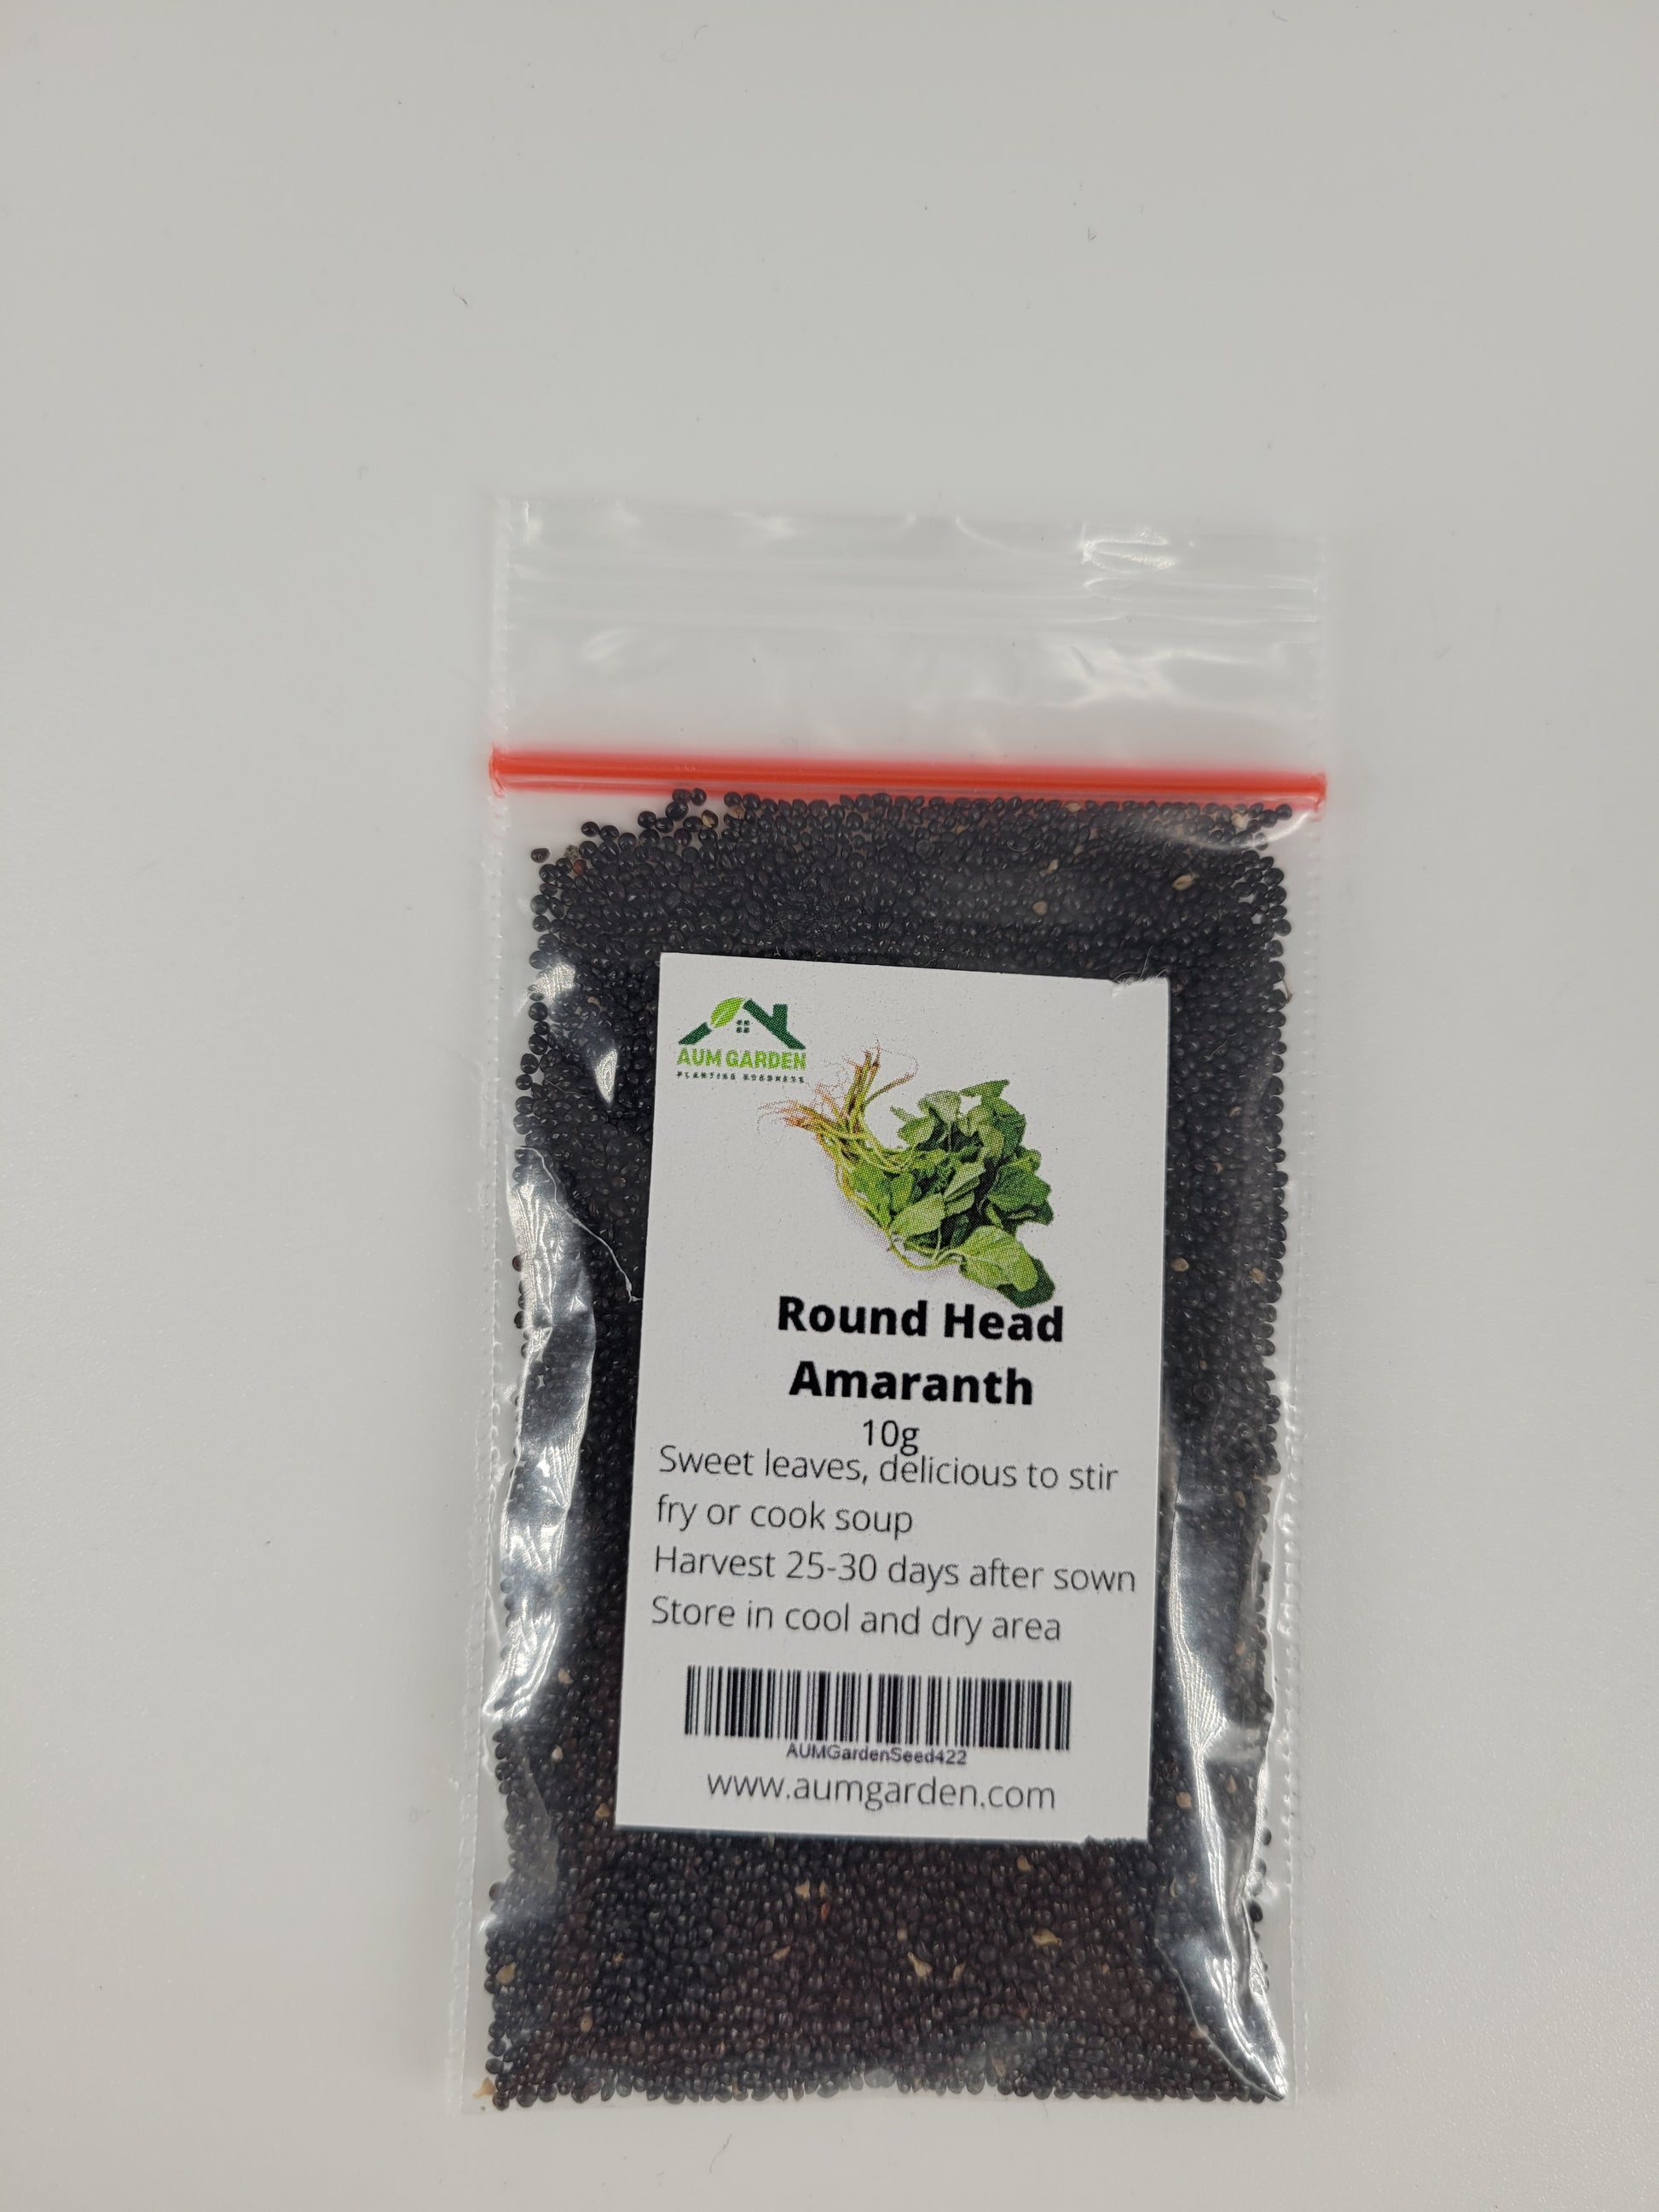 AUM GARDEN
Round Head
Amaranth
10g
Sweet leaves, delicious to stir
fry or cook soup
Harvest 25-30 days after sown
Store in cool and dry area
AUMGardenSeed422
www.aumgarden.com